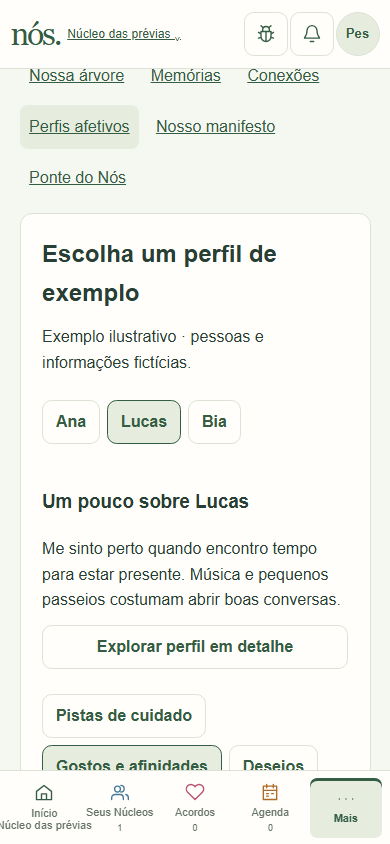 nós. Núcleo das prévias
Pes
Nossa árvore Memórias Conexões
Perfis afetivos Nosso manifesto
Ponte do Nós
Escolha um perfil de
exemplo
Exemplo ilustrativo · pessoas e
informações fictícias.
Ana Lucas Bia
Um pouco sobre Lucas
Me sinto perto quando encontro tempo
para estar presente. Música e pequenos
passeios costumam abrir boas conversas.
Explorar perfil em detalhe
Pistas de cuidado
Gostos e afinidades Desejos
Início Seus Núcleos Acordos Agenda Mais
Núcleo das prévias 1 0 0